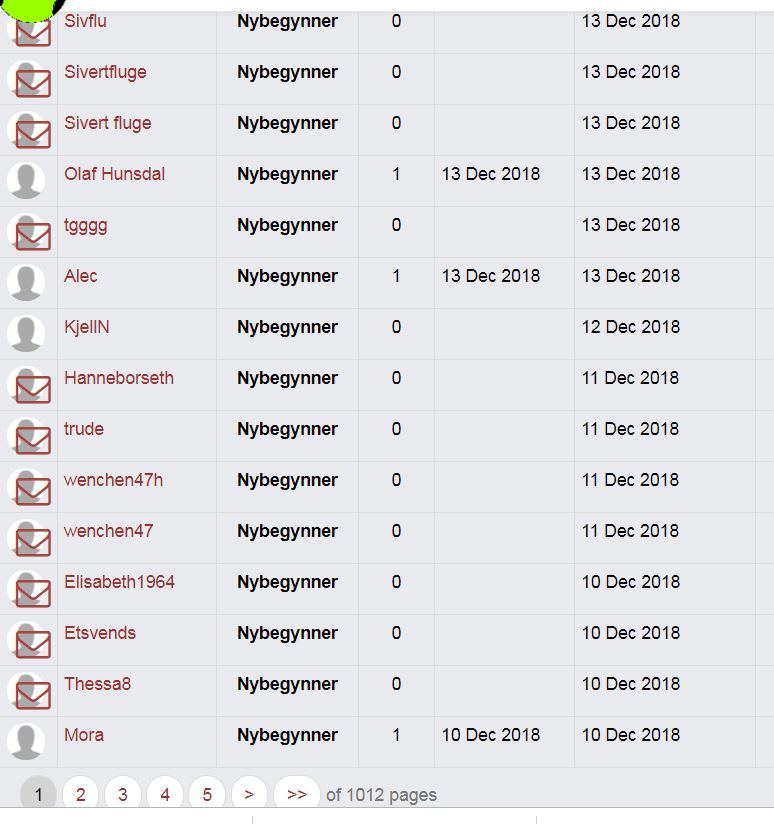 Sivflu Nybegynner 0 13 Dec 2018
Sivertfluge Nybegynner 0 13 Dec 2018
Sivert fluge Nybegynner 0 13 Dec 2018
Olaf Hunsdal Nybegynner 1 13 Dec 2018 13 Dec 2018
tgggg Nybegynner 0 13 Dec 2018
Alec Nybegynner 1 13 Dec 2018 13 Dec 2018
KjellN Nybegynner 0 12 Dec 2018
Hanneborseth Nybegynner 0 11 Dec 2018
trude Nybegynner 0 11 Dec 2018
wenchen47h Nybegynner 0 11 Dec 2018
wenchen47 Nybegynner 0 11 Dec 2018
Elisabeth1964 Nybegynner 0 10 Dec 2018
Etsvends Nybegynner 0 10 Dec 2018
Thessa8 Nybegynner 0 10 Dec 2018
Mora Nybegynner 1 10 Dec 2018 10 Dec 2018
1 2 3 4 5 > >> of 1012 pages